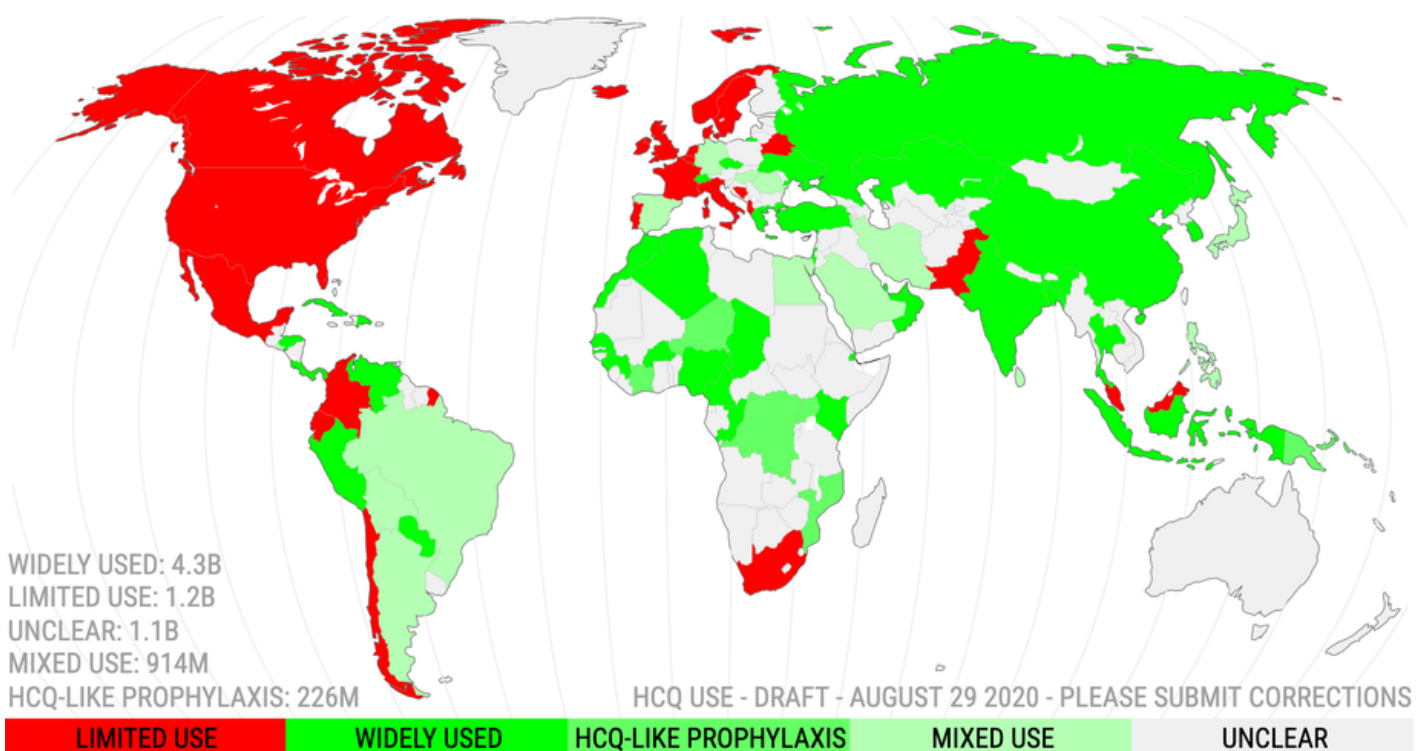 WIDELY USED: 4.3B
LIMITED USE: 1.2B
UNCLEAR: 1.1B
MIXED USE: 914M
HCQ-LIKE PROPHYLAXIS: 226M
HCQ USE - DRAFT - AUGUST 29 2020 - PLEASE SUBMIT CORRECTIONS
LIMITED USE
WIDELY USED
HCQ-LIKE PROPHYLAXIS
MIXED USE
UNCLEAR